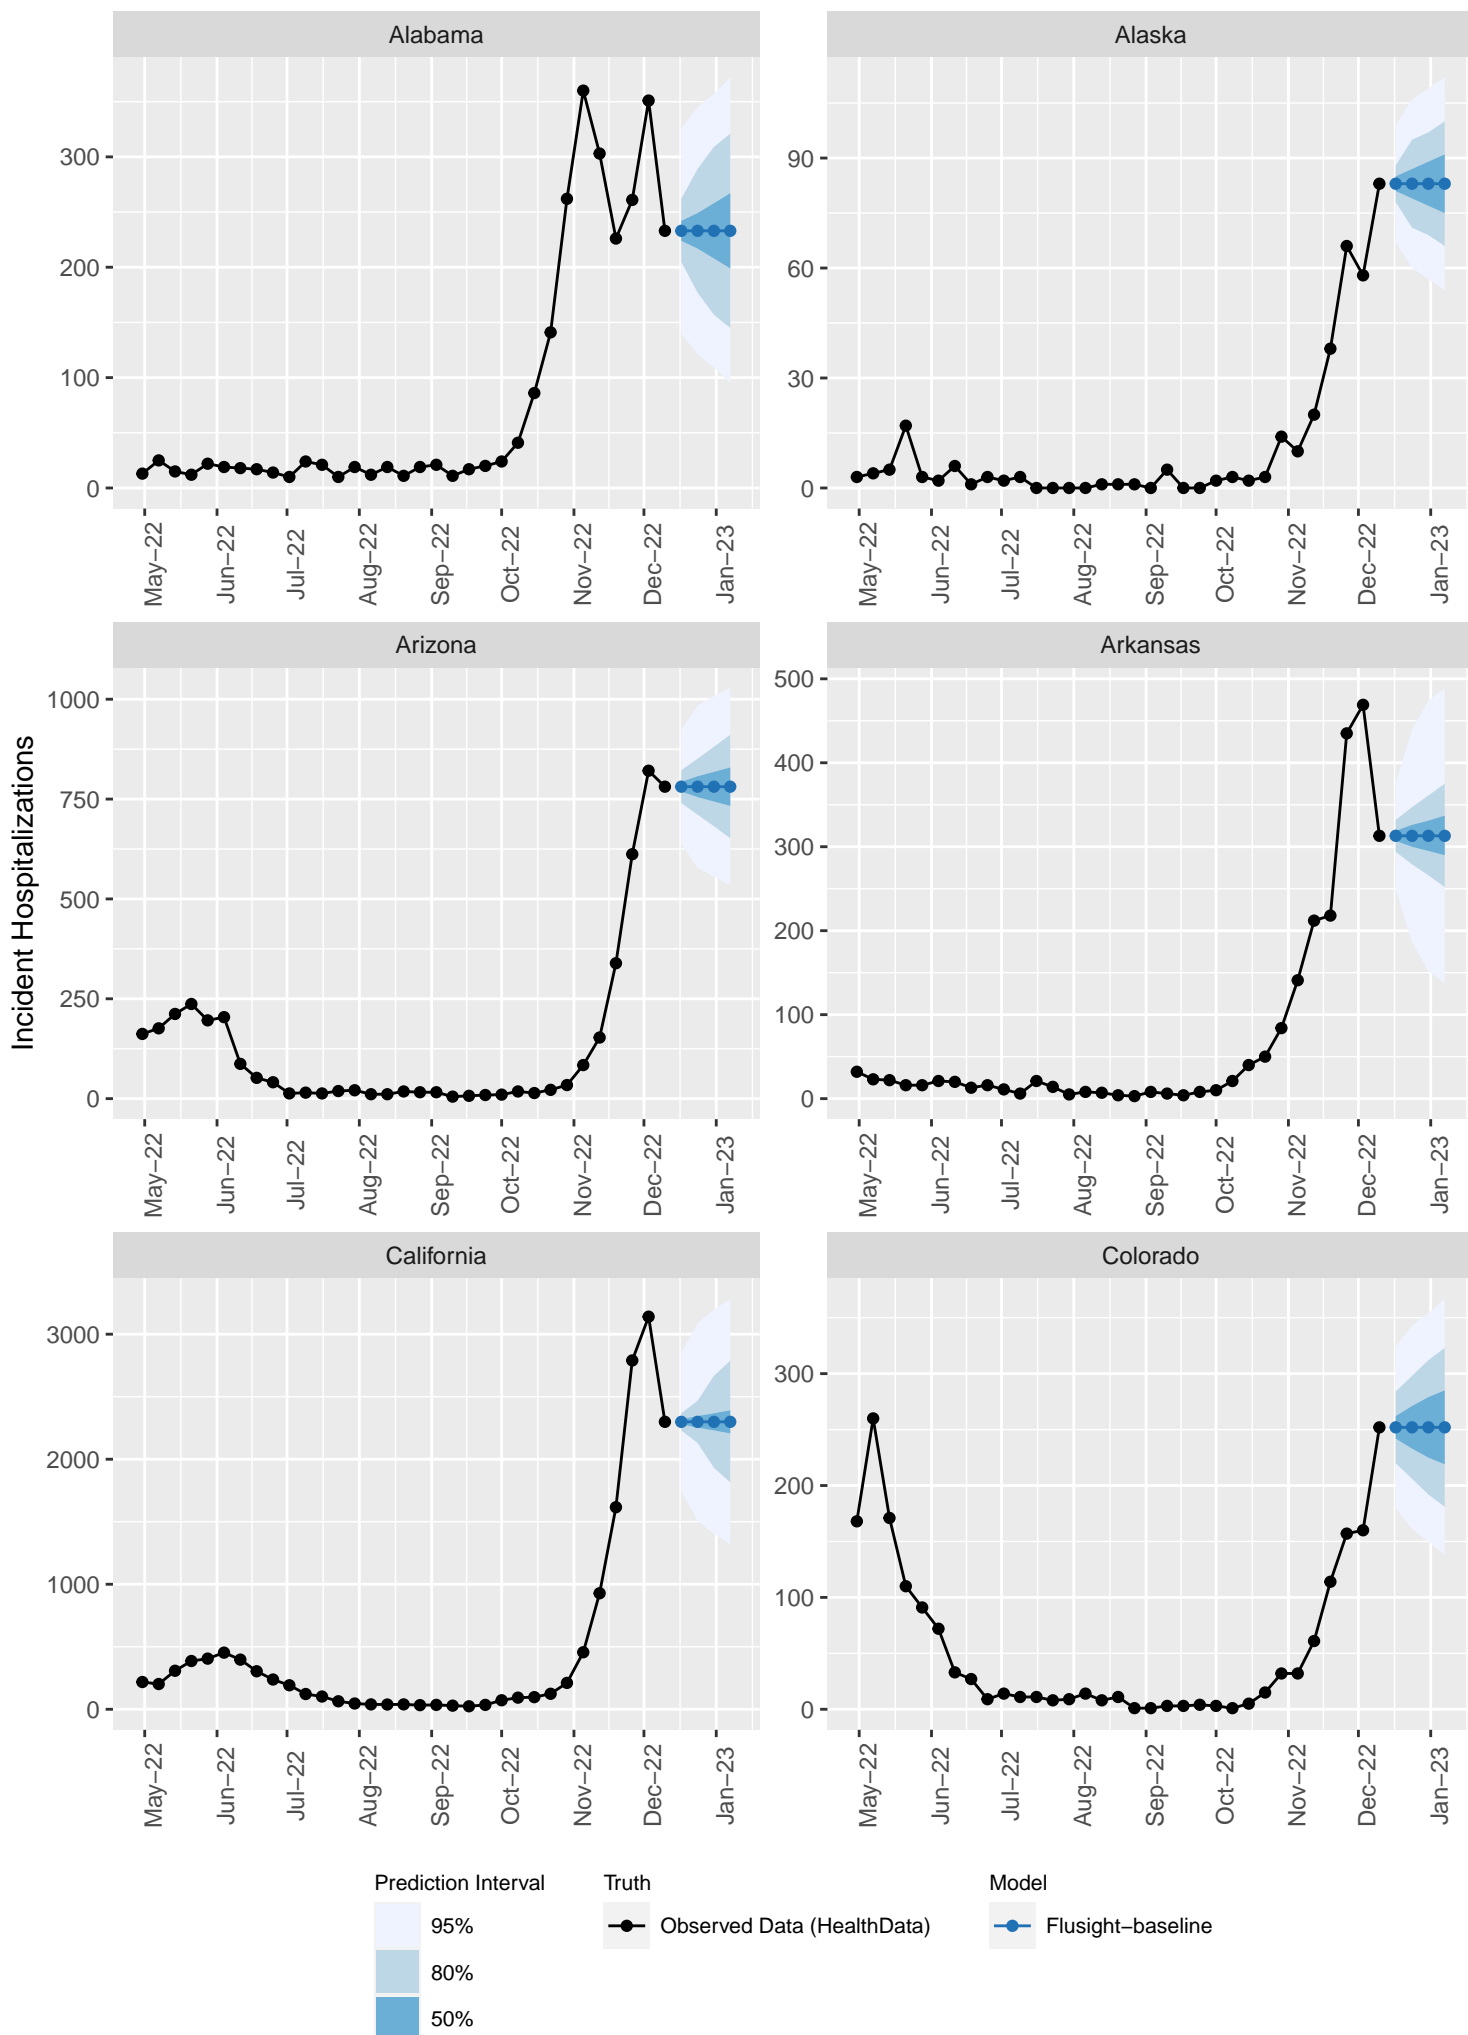 Alabama
Alaska
300
200
100
0
90
60
30
0
May−22
Jun−22
Jul−22
Aug−22
Sep−22
Oct−22
Nov−22
Dec−22
Jan−23
May−22
Jun−22
Jul−22
Aug−22
Sep−22
Oct−22
Nov−22
Dec−22
Jan−23
Incident Hospitalizations
Arizona
Arkansas
1000
750
500
250
0
500
400
300
200
100
0
May−22
Jun−22
Jul−22
Aug−22
Sep−22
Oct−22
Nov−22
Dec−22
Jan−23
May−22
Jun−22
Jul−22
Aug−22
Sep−22
Oct−22
Nov−22
Dec−22
Jan−23
California
Colorado
3000
2000
1000
0
300
200
100
0
May−22
Jun−22
Jul−22
Aug−22
Sep−22
Oct−22
Nov−22
Dec−22
Jan−23
May−22
Jun−22
Jul−22
Aug−22
Sep−22
Oct−22
Nov−22
Dec−22
Jan−23
Prediction Interval
95%
80%
50%
Truth
Observed Data (HealthData)
Model
Flusight−baseline